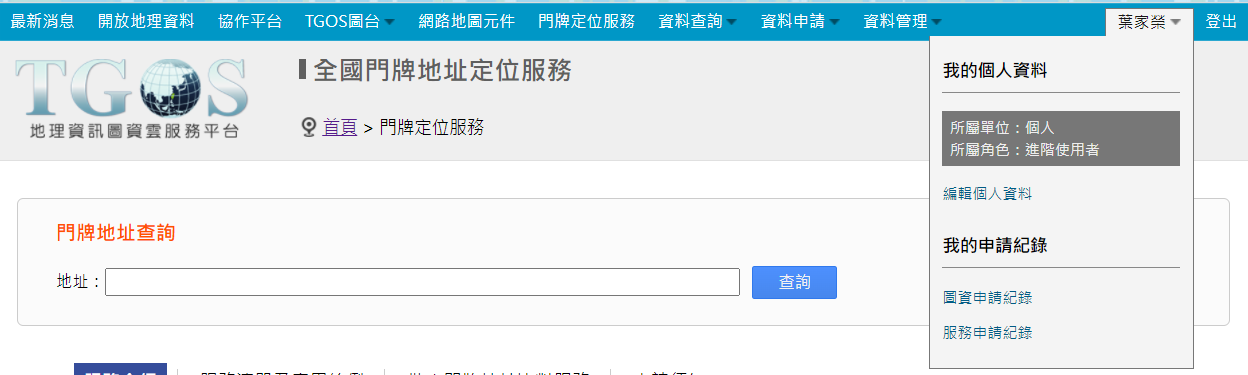 最新消息 開放地理資料 協作平台 TGOS圖台 網路地圖元件 門牌定位服務 資料查詢 資料申請 資料管理 葉家榮 登出
TGOS
地理資訊圖資雲服務平台
全國門牌地址定位服務
首頁 > 門牌定位服務
我的個人資料
所屬單位：個人
所屬角色：進階使用者
編輯個人資料
我的申請紀錄
圖資申請紀錄
服務申請紀錄
門牌地址查詢
地址： 查詢